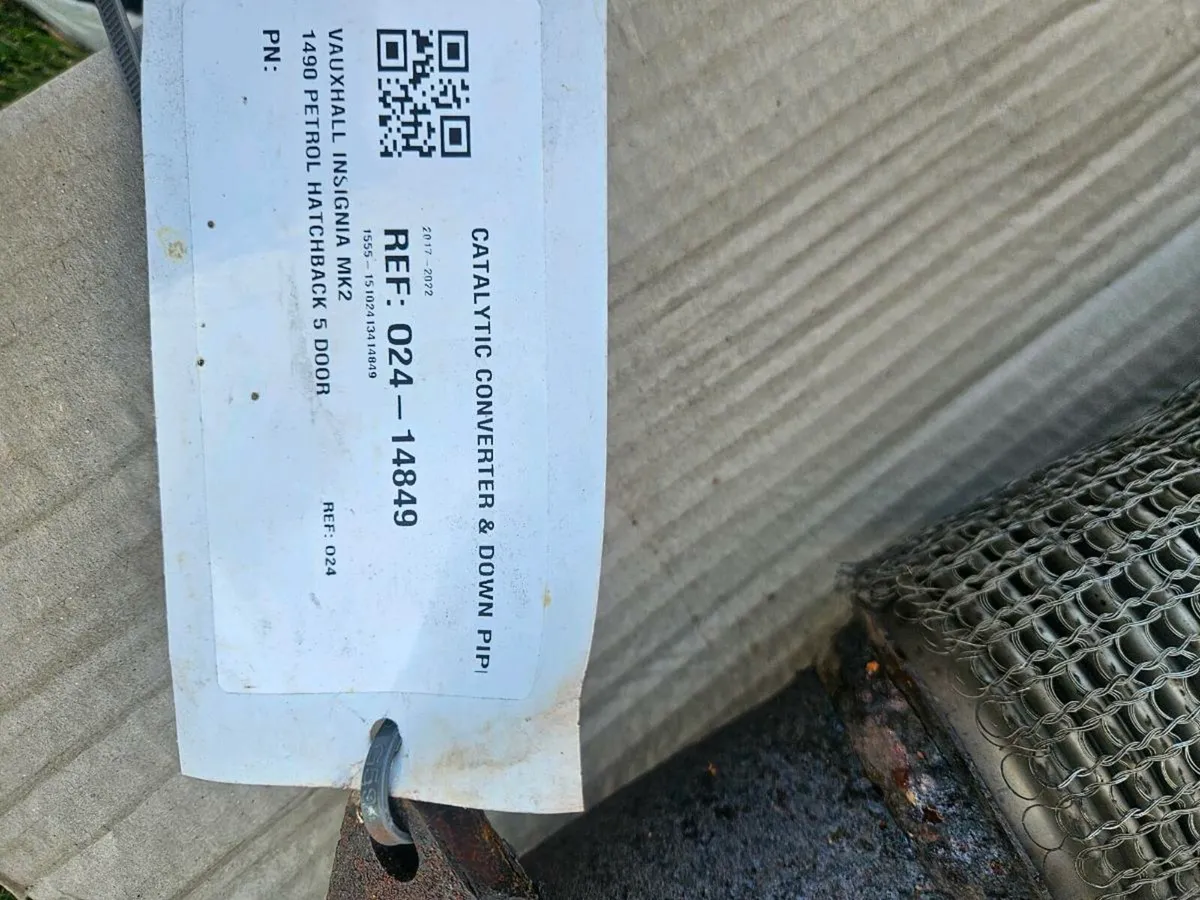 CATALYTIC CONVERTER & DOWN PIP
2017-2022
REF: 024-14849
1555-15102413414849
VAUXHALL INSIGNIA MK2
1490 PETROL HATCHBACK 5 DOOR
REF: 024
PN: